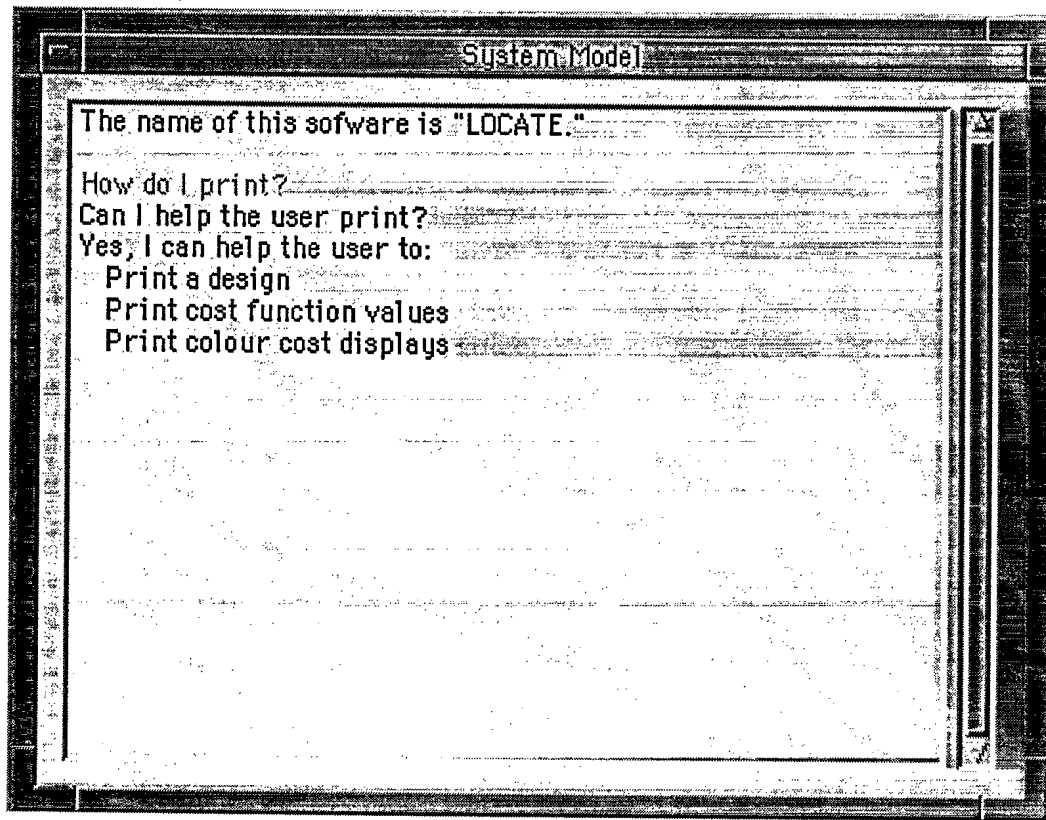 System Model
The name of this sofware is "LOCATE."
How do I print?
Can I help the user print?
Yes, I can help the user to:
Print a design
Print cost function values
Print colour cost displays